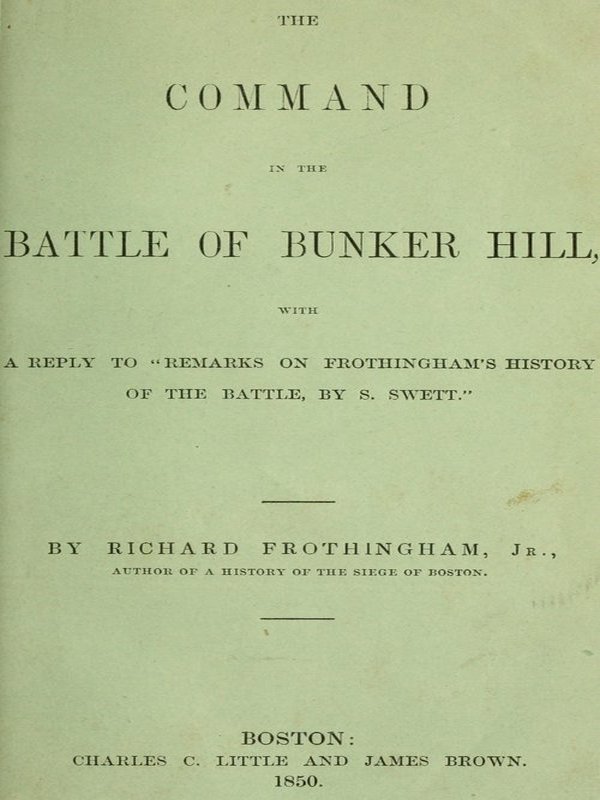 THE
COMMAND
IN THE
BATTLE OF BUNKER HILL,
WITH
A REPLY TO "REMARKS ON FROTHINGHAM'S HISTORY
OF THE BATTLE, BY S. SWETT."
BY RICHARD FROTHINGHAM, JR.,
AUTHOR OF A HISTORY OF THE SIEGE OF BOSTON.
BOSTON:
CHARLES C. LITTLE AND JAMES BROWN.
1850.